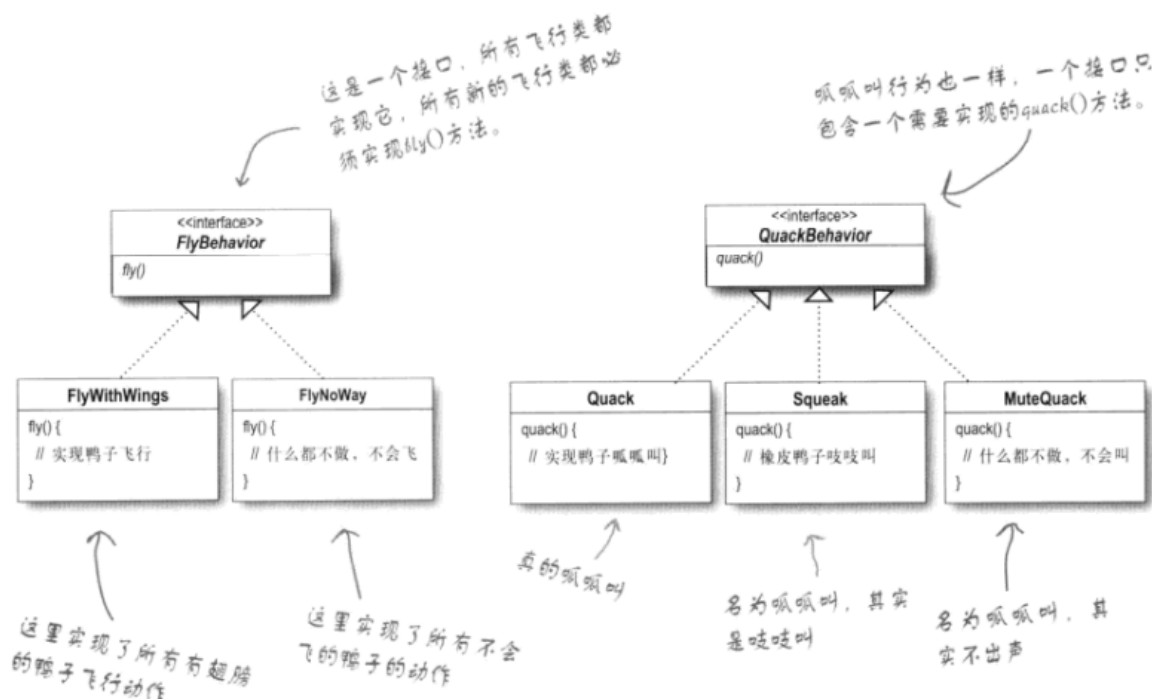 这是一个接口，所有飞行类都
实现它，所有新的飞行类都必
须实现fly()方法。
呱呱叫行为也一样，一个接口只
包含一个需要实现的quack()方法。
<<interface>>
FlyBehavior
fly()
<<interface>>
QuackBehavior
quack()
FlyWithWings
fly() {
// 实现鸭子飞行
}
FlyNoWay
fly() {
// 什么都不做，不会飞
}
Quack
quack() {
// 实现鸭子呱呱叫}
Squeak
quack() {
// 橡皮鸭子吱吱叫
}
MuteQuack
quack() {
// 什么都不做，不会叫
}
这里实现了所有有翅膀
的鸭子飞行动作
这里实现了所有不会
飞的鸭子的动作
真的呱呱叫
名为呱呱叫，其实
是吱吱叫
名为呱呱叫，其
实不出声